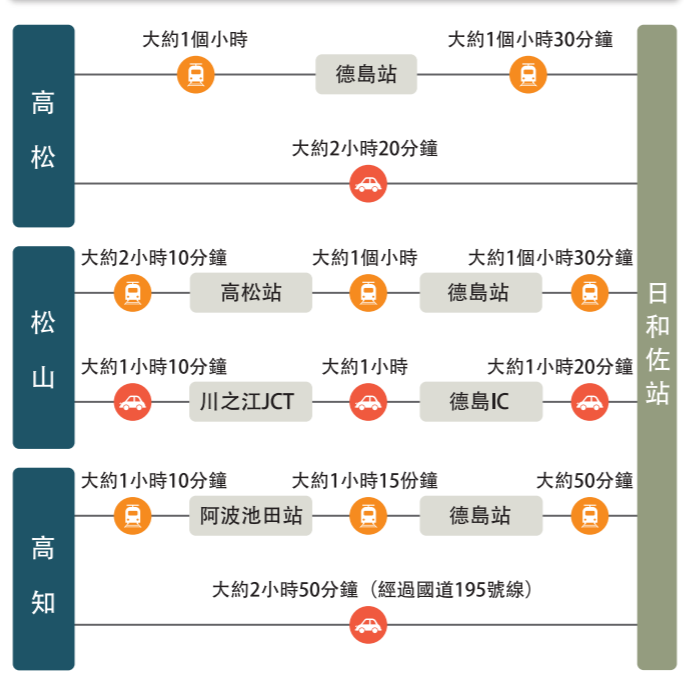 高松
大約1個小時
德島站
大約1個小時30分鐘
大約2小時20分鐘
松山
大約2小時10分鐘
高松站
大約1個小時
德島站
大約1個小時30分鐘
大約1小時10分鐘
川之江JCT
大約1小時
德島IC
大約1小時20分鐘
高知
大約1小時10分鐘
阿波池田站
大約1小時15份鐘
德島站
大約50分鐘
大約2小時50分鐘（經過國道195號線）
日和佐站